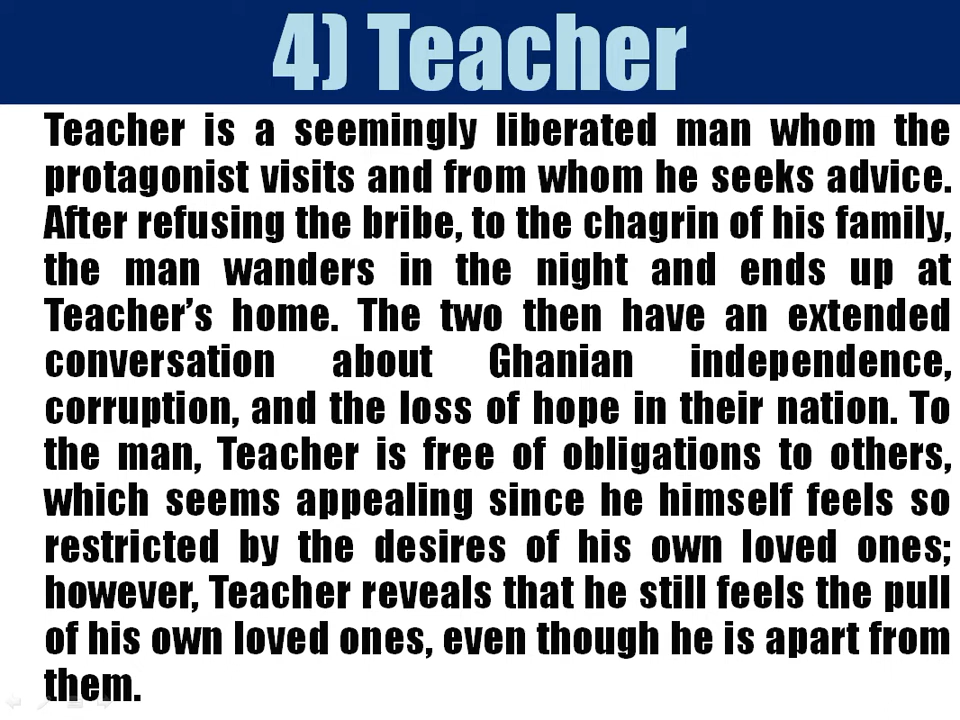 4) Teacher
Teacher is a seemingly liberated man whom the
protagonist visits and from whom he seeks advice.
After refusing the bribe, to the chagrin of his family,
the man wanders in the night and ends up at
Teacher’s home. The two then have an extended
conversation about Ghanian independence,
corruption, and the loss of hope in their nation. To
the man, Teacher is free of obligations to others,
which seems appealing since he himself feels so
restricted by the desires of his own loved ones;
however, Teacher reveals that he still feels the pull
of his own loved ones, even though he is apart from
them.